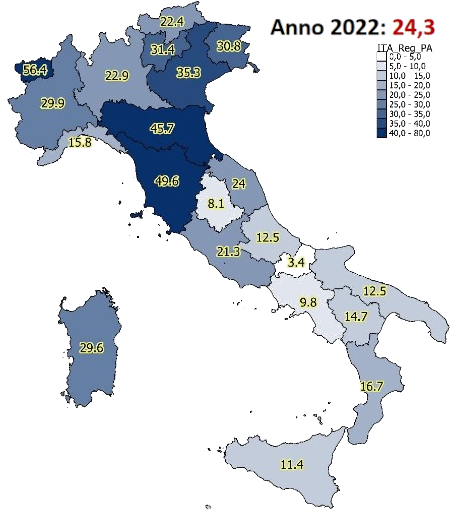 22.4
Anno 2022: 24,3
31.4
30.8
ITA_Reg_PA
0,0 - 5,0
5,0 - 10,0
10,0 15,0
15,0 - 20,0
20,0 - 25,0
25,0 - 30,0
30,0 - 35,0
35,0 - 40,0
40,0 - 80,0
56.4
22.9
35.3
29.9
45.7
15.8
49.6
24
8.1
12.5
21.3
3.4
12.5
9.8
14.7
29.6
16.7
11.4